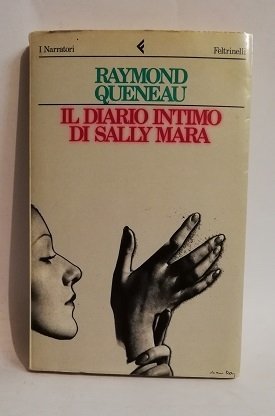 I Narratori
Feltrinelli
RAYMOND
QUENEAU
IL DIARIO INTIMO
DI SALLY MARA